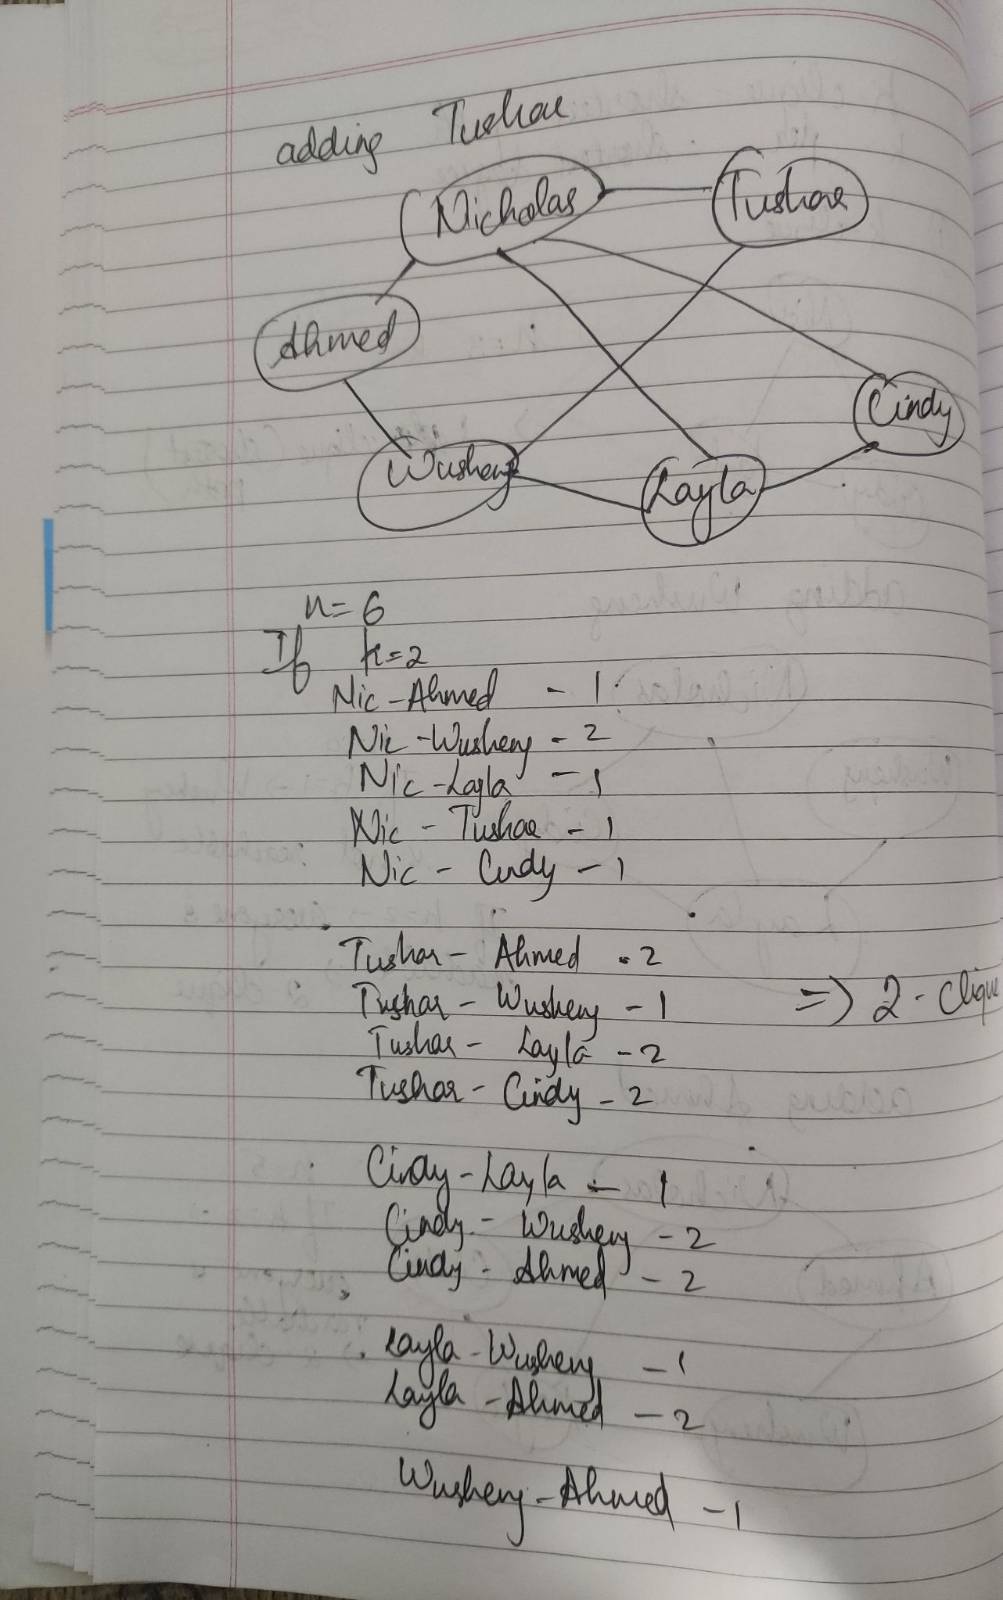 adding Tushar
Nicholas
Tushar
Ahmed
Cindy
Wusheng
Layla
n=6
If k=2
Nic-Ahmed - 1
Nic-Wusheng - 2
Nic-Layla - 1
Nic - Tushar - 1
Nic - Cindy - 1
Tushar- Ahmed - 2
Tushar - Wusheng - 1
=> 2-Clique
Tushar- Layla - 2
Tushar - Cindy - 2
Cindy-Layla - 1
Cindy - Wusheng - 2
Cindy - Ahmed - 2
Layla-Wusheng - 1
Layla -Ahmed - 2
Wusheng-Ahmed - 1